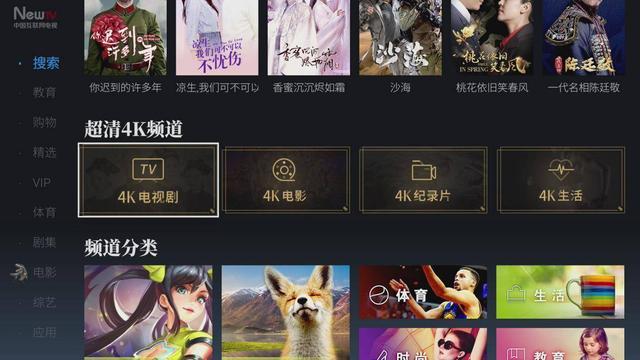 NewTV
中国互联网电视
搜索
教育
购物
精选
VIP
体育
剧集
电影
综艺
应用
你迟到的许多年
凉生,我们可不可以
香蜜沉沉烬如霜
沙海
桃花依旧笑春风
一代名相陈廷敬
你迟到
许多年
凉生
我们可不可以
不忧伤
香蜜沉沉
烬如霜
沙海
桃花依旧
IN SPRING
笑春风
陈廷敬
超清4K频道
TV
4K电视剧
4K电影
4K纪录片
4K生活
频道分类
体育
生活
时尚
教育